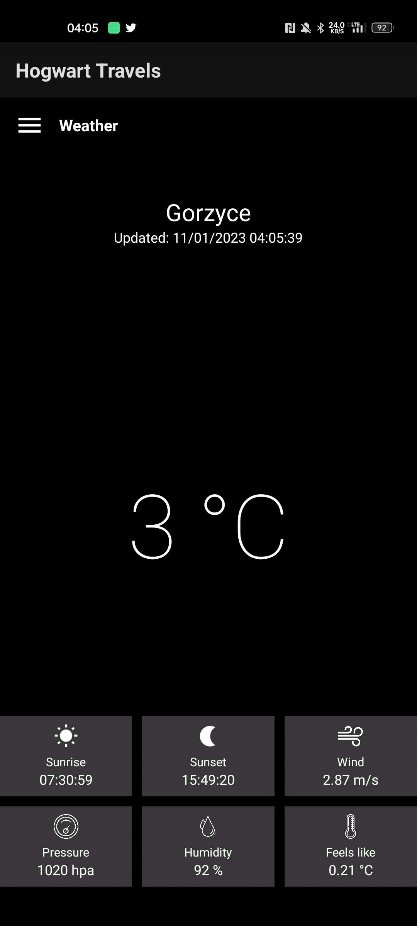 04:05 24.0 KB/S LTE 92
Hogwart Travels
Weather
Gorzyce
Updated: 11/01/2023 04:05:39
3 °C
Sunrise Sunset Wind
07:30:59 15:49:20 2.87 m/s
Pressure Humidity Feels like
1020 hpa 92 % 0.21 °C